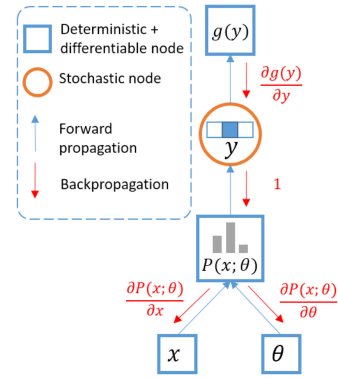 Deterministic +
differentiable node
Stochastic node
Forward
propagation
Backpropagation
g(y)
∂g(y)
∂y
y
1
P(x; θ)
∂P(x; θ)
∂x
∂P(x; θ)
∂θ
x
θ